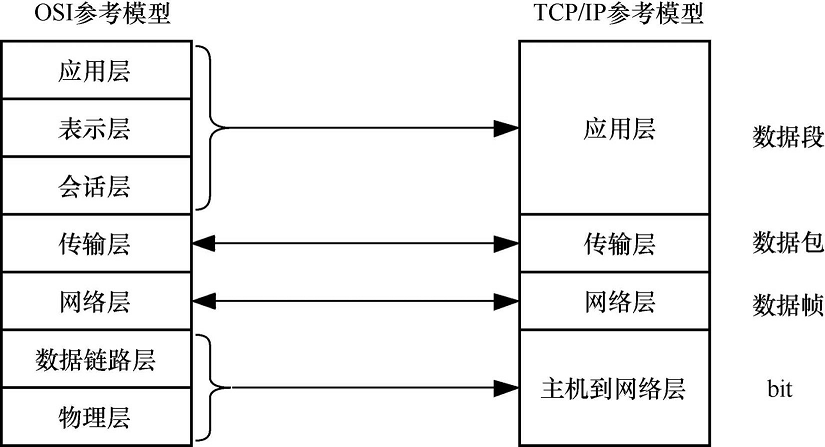 OSI参考模型
TCP/IP参考模型
应用层
表示层
会话层
传输层
网络层
数据链路层
物理层
应用层
传输层
网络层
主机到网络层
数据段
数据包
数据帧
bit